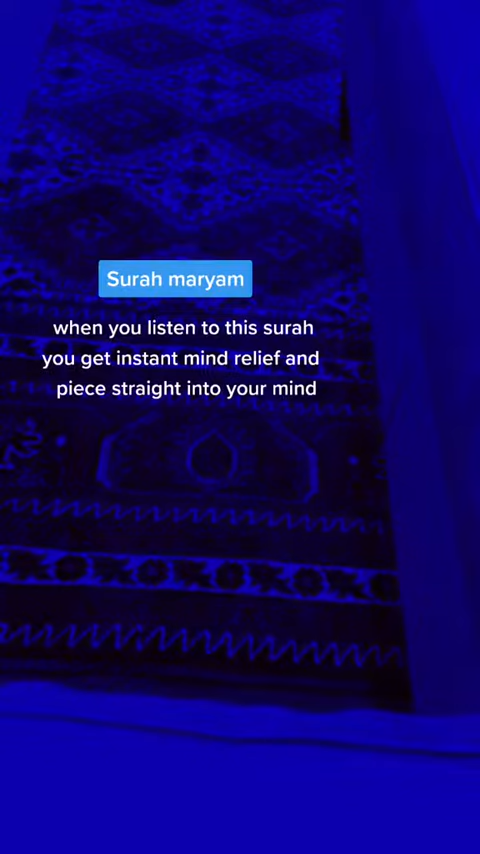 Surah maryam
when you listen to this surah
you get instant mind relief and
piece straight into your mind